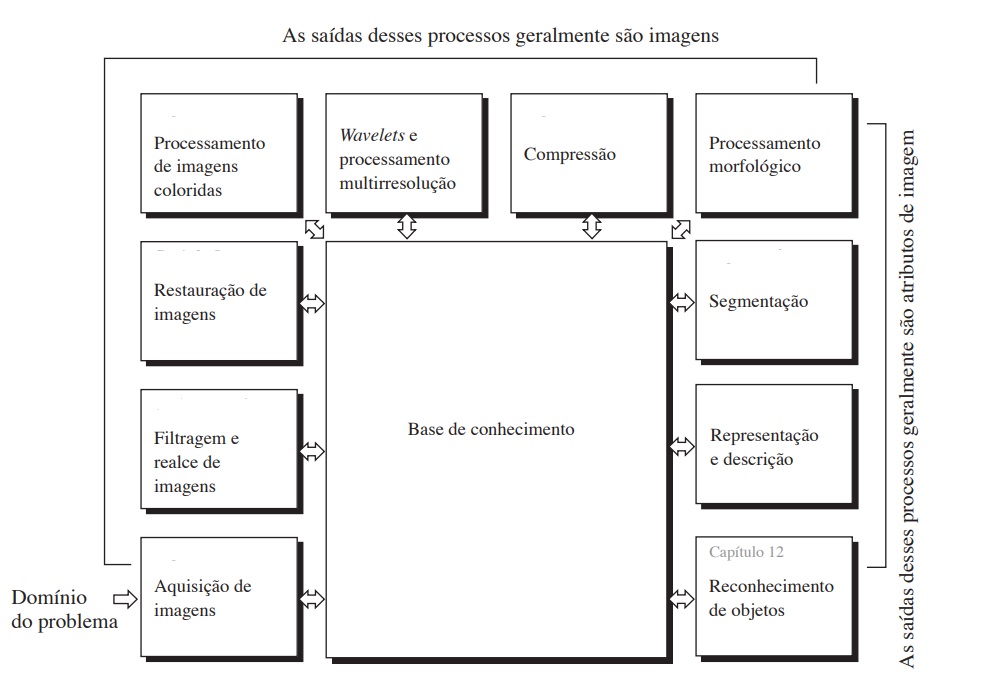 As saídas desses processos geralmente são imagens
Processamento
de imagens
coloridas
Wavelets e
processamento
multirresolução
Compressão
Processamento
morfológico
Restauração de
imagens
Segmentação
Filtragem e
realce de
imagens
Base de conhecimento
Representação
e descrição
Domínio
do problema
Aquisição de
imagens
Capítulo 12
Reconhecimento
de objetos
As saídas desses processos geralmente são atributos de imagem